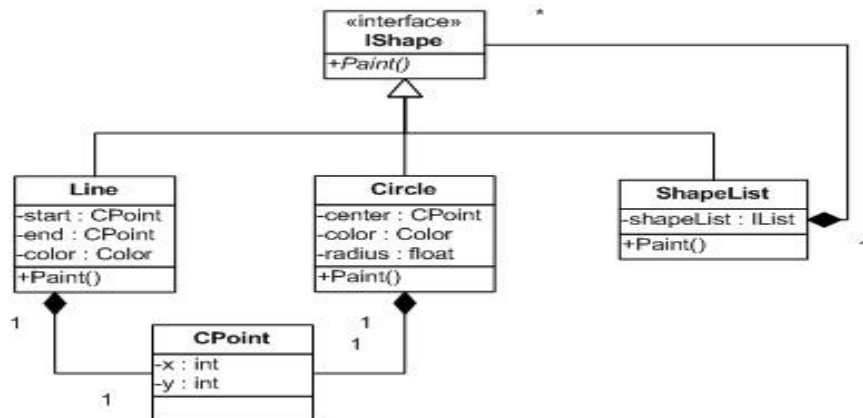 «interface»
IShape
+Paint()
*
Line
-start : CPoint
-end : CPoint
-color : Color
+Paint()
Circle
-center : CPoint
-color : Color
-radius : float
+Paint()
ShapeList
-shapeList : IList
+Paint()
1
1
1
CPoint
-x : int
-y : int
1